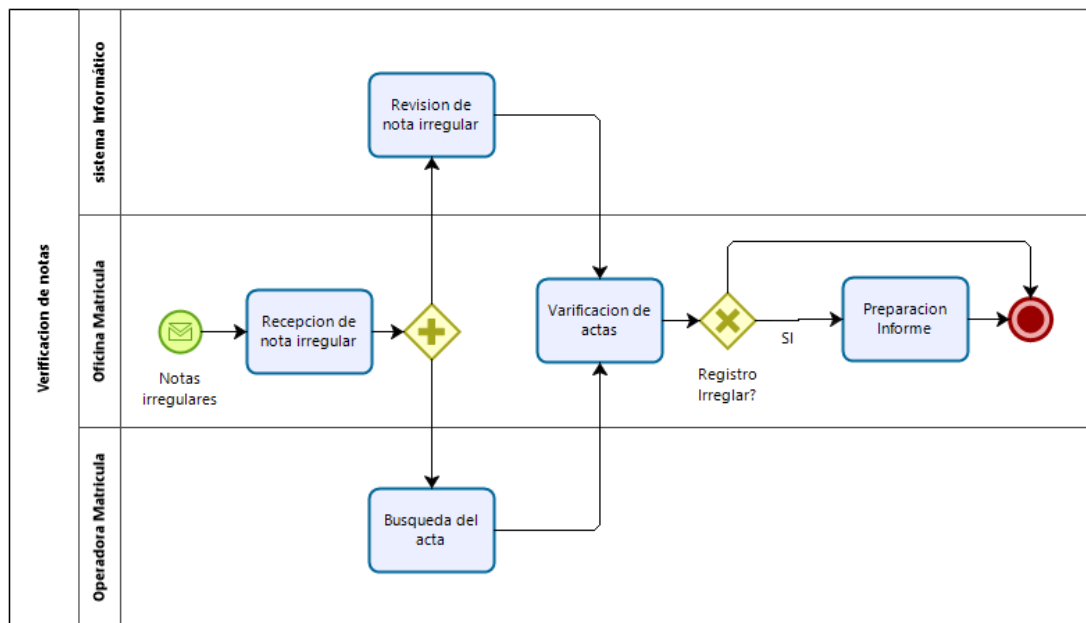 Verificacion de notas
sistema Informático
Revision de
nota irregular
Oficina Matricula
Notas
irregulares
Recepcion de
nota irregular
Varificacion de
actas
Registro
Irreglar?
SI
Preparacion
Informe
Operadora Matricula
Busqueda del
acta